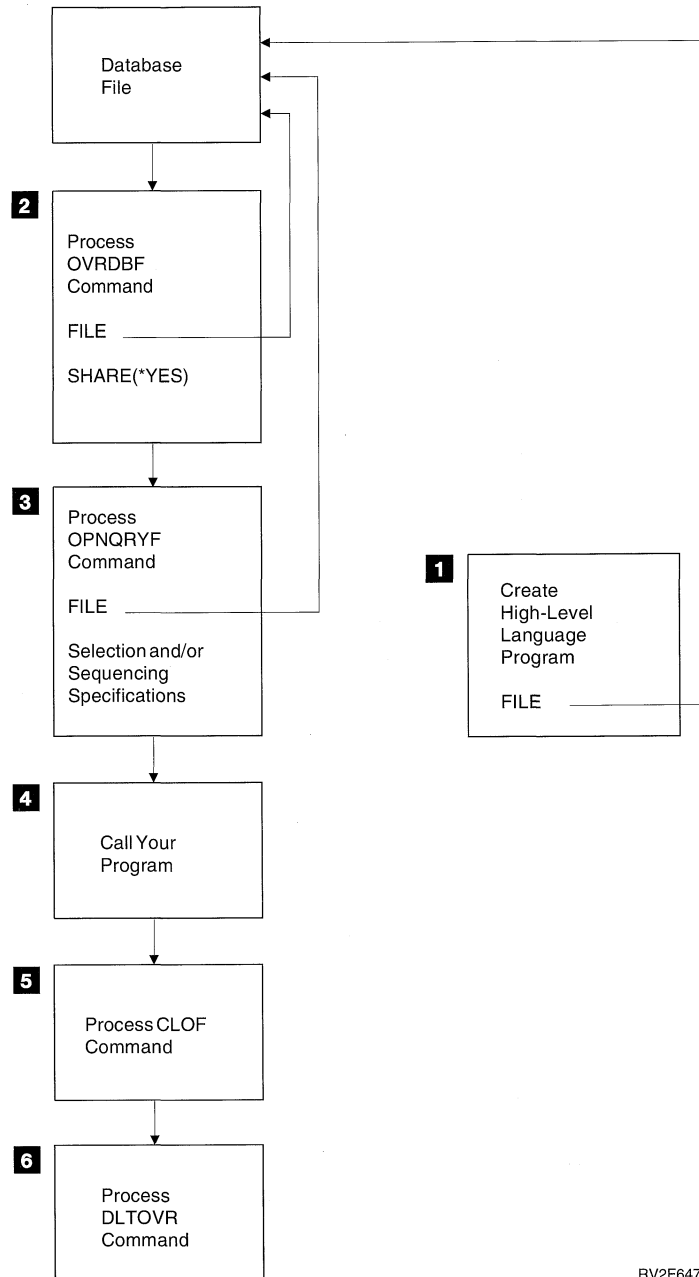 Database
File
2
Process
OVRDBF
Command
FILE
SHARE(*YES)
3
Process
OPNQRYF
Command
FILE
Selection and/or
Sequencing
Specifications
1
Create
High-Level
Language
Program
FILE
4
Call Your
Program
5
Process CLOF
Command
6
Process
DLTOVR
Command
RV2F647